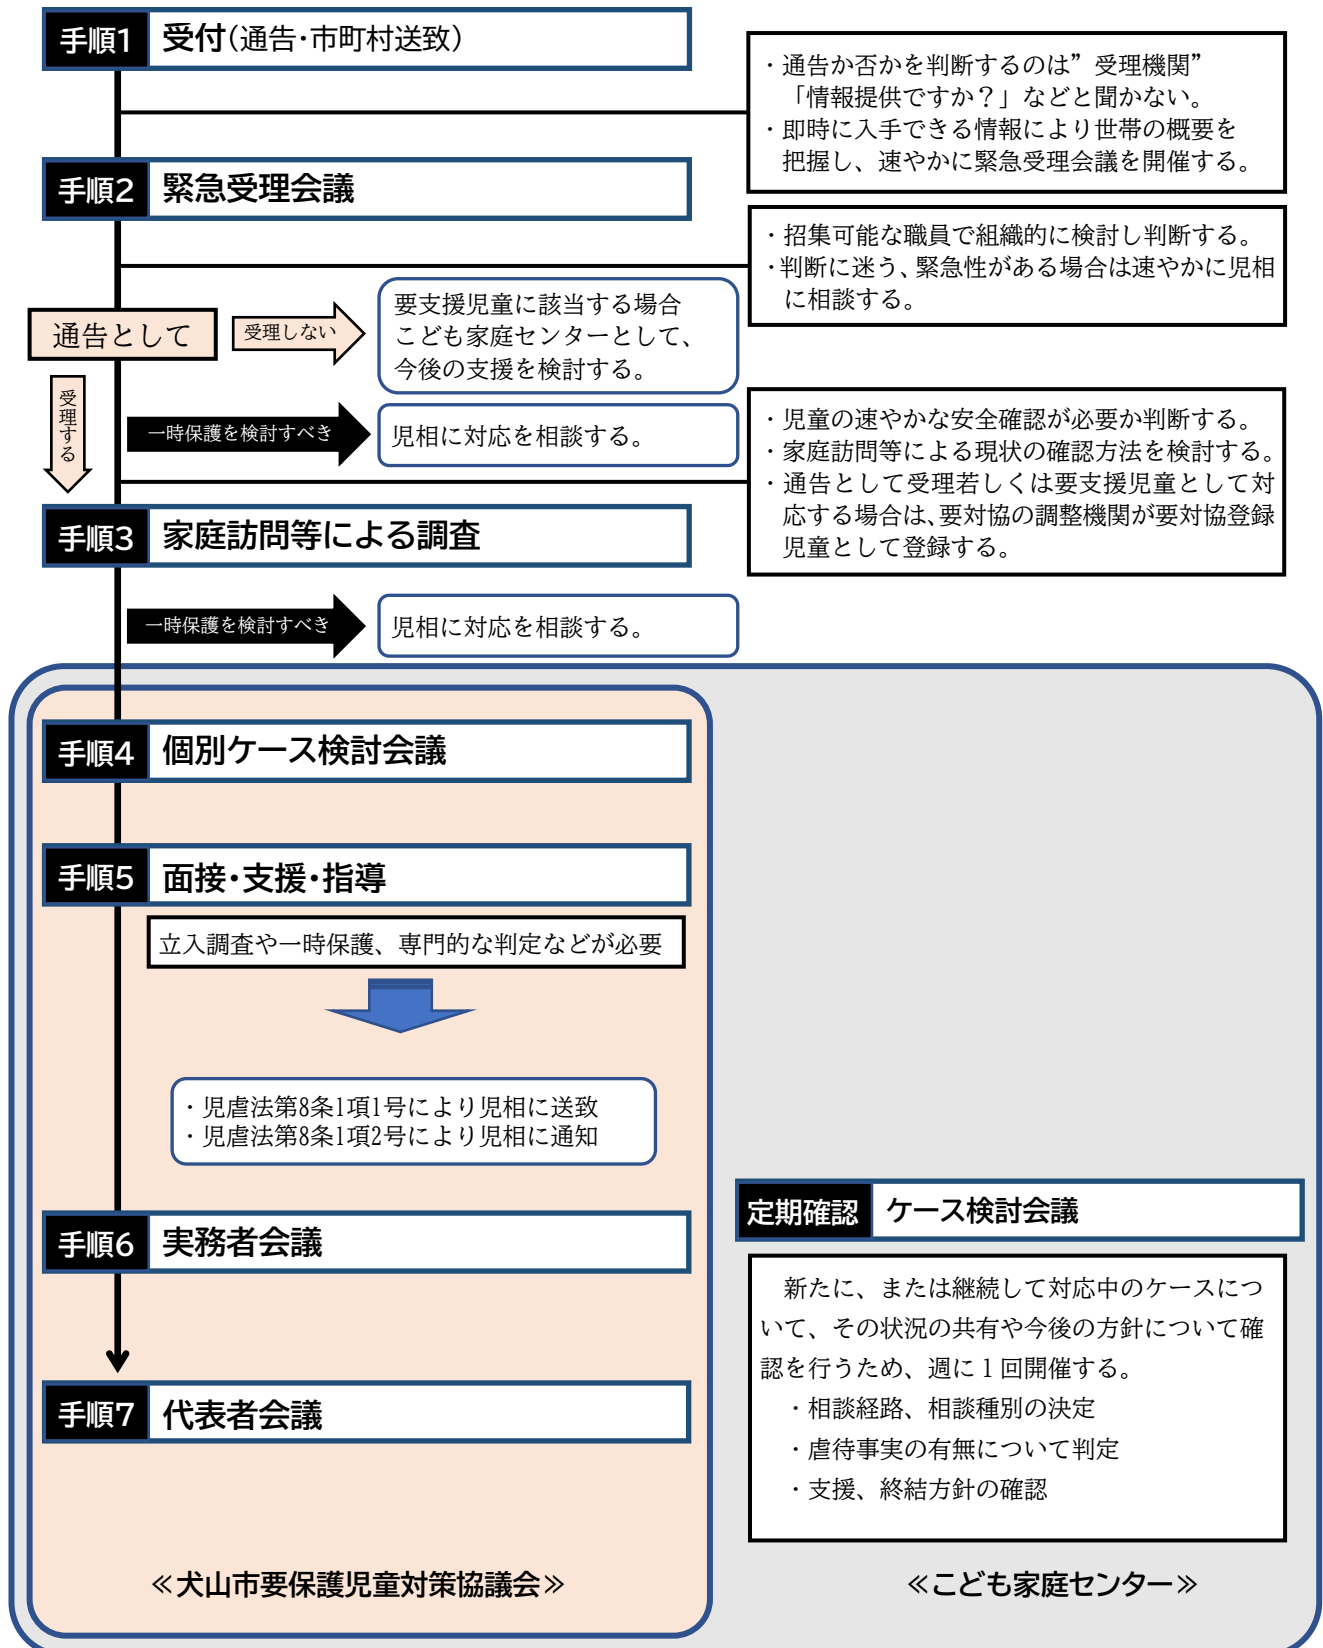 手順1 受付(通告・市町村送致)
・通告か否かを判断するのは”受理機関”
「情報提供ですか？」などと聞かない。
・即時に入手できる情報により世帯の概要を
把握し、速やかに緊急受理会議を開催する。
手順2 緊急受理会議
・招集可能な職員で組織的に検討し判断する。
・判断に迷う、緊急性がある場合は速やかに児相
に相談する。
通告として
受理しない
要支援児童に該当する場合
こども家庭センターとして、
今後の支援を検討する。
受理する
一時保護を検討すべき
児相に対応を相談する。
・児童の速やかな安全確認が必要か判断する。
・家庭訪問等による現状の確認方法を検討する。
・通告として受理若しくは要支援児童として対
応する場合は、要対協の調整機関が要対協登録
児童として登録する。
手順3 家庭訪問等による調査
一時保護を検討すべき
児相に対応を相談する。
手順4 個別ケース検討会議
手順5 面接・支援・指導
立入調査や一時保護、専門的な判定などが必要
・児虐法第8条1項1号により児相に送致
・児虐法第8条1項2号により児相に通知
手順6 実務者会議
手順7 代表者会議
≪犬山市要保護児童対策協議会≫
定期確認 ケース検討会議
新たに、または継続して対応中のケースにつ
いて、その状況の共有や今後の方針について確
認を行うため、週に１回開催する。
・相談経路、相談種別の決定
・虐待事実の有無について判定
・支援、終結方針の確認
≪こども家庭センター≫